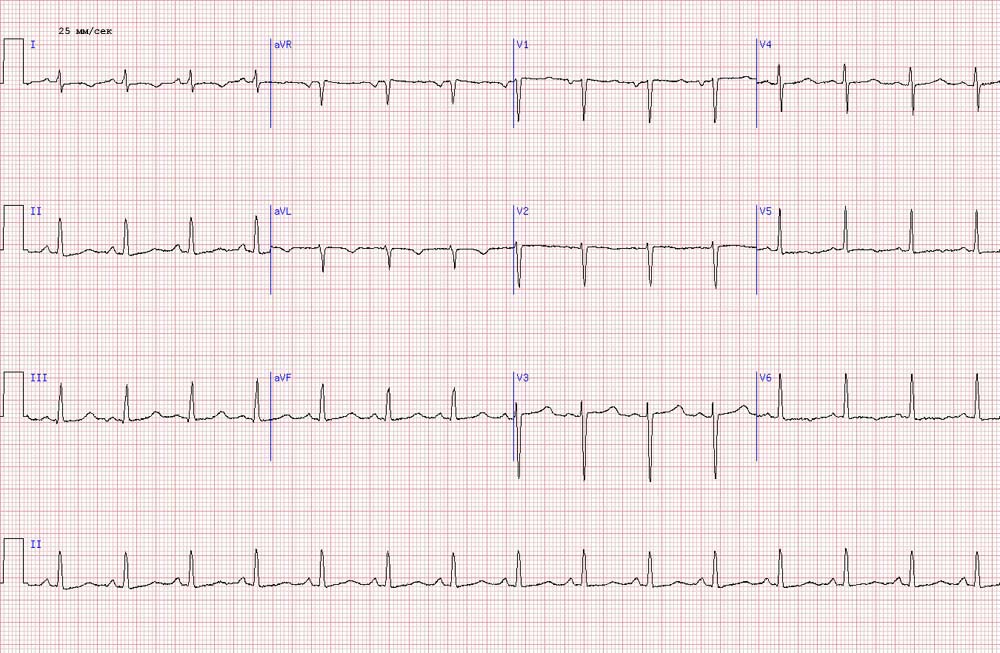 25 мм/сек
I aVR V1 V4
II aVL V2 V5
III aVF V3 V6
II